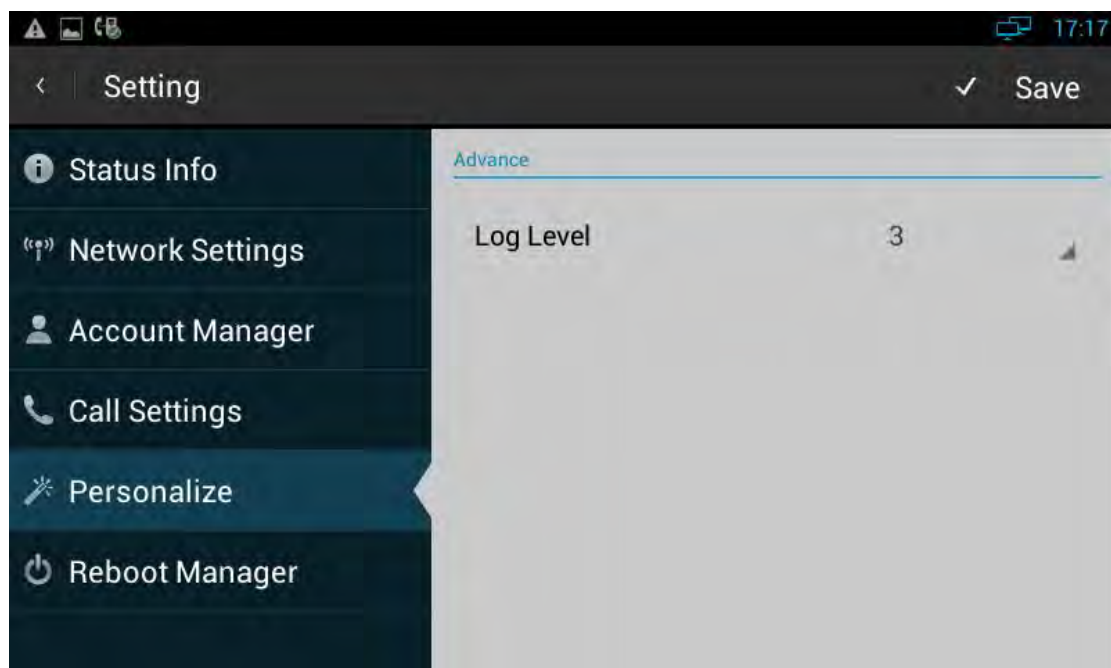 17:17
Setting
Save
Status Info
Advance
Network Settings
Log Level 3
Account Manager
Call Settings
Personalize
Reboot Manager